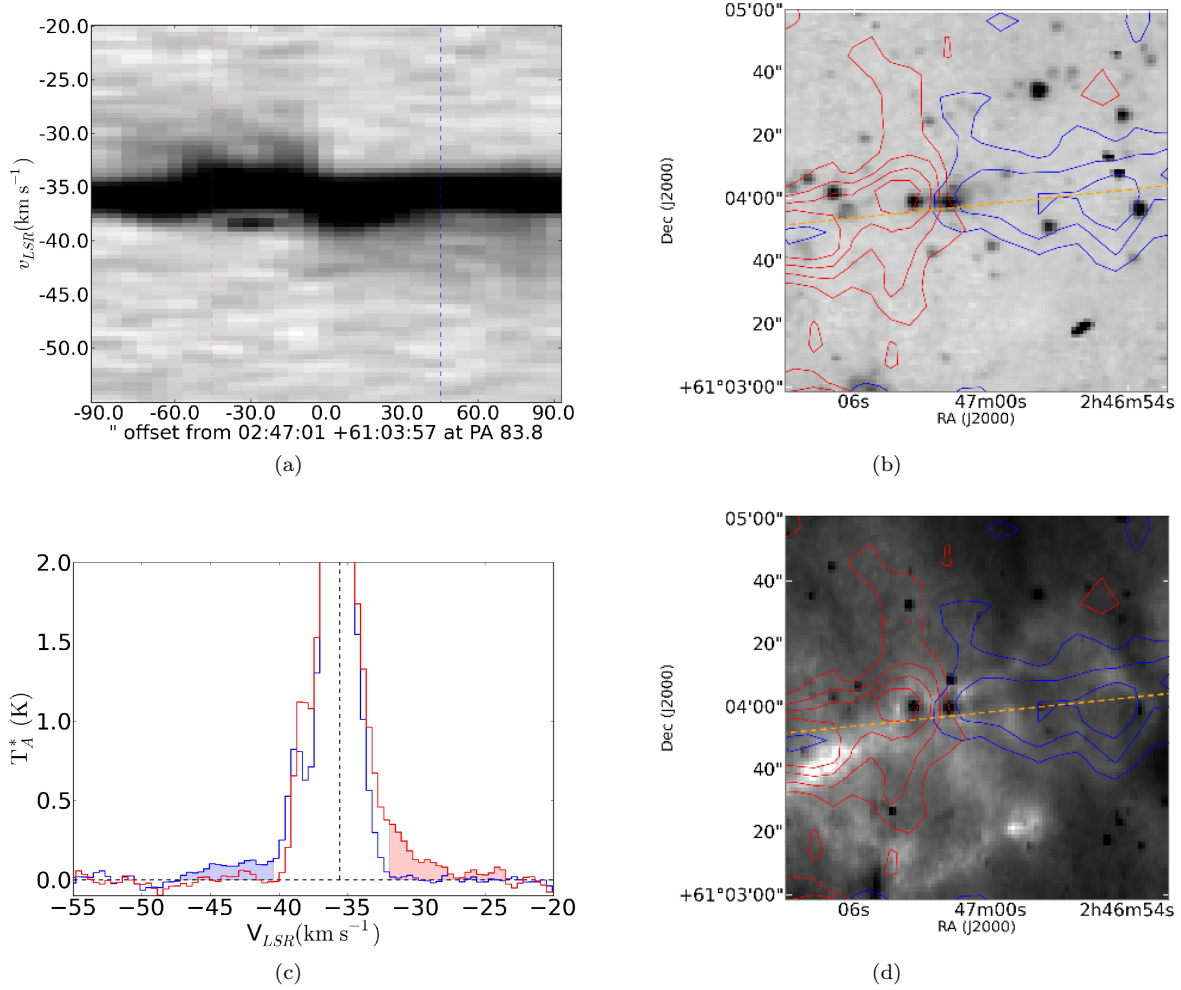 -20.0
-25.0
-30.0
-35.0
-40.0
-45.0
-50.0
v_LSR(km s⁻¹)
-90.0 -60.0 -30.0 0.0 30.0 60.0 90.0
" offset from 02:47:01 +61:03:57 at PA 83.8
(a)
05'00"
40"
20"
04'00"
40"
20"
+61°03'00"
Dec (J2000)
06s 47m00s 2h46m54s
RA (J2000)
(b)
2.0
1.5
1.0
0.5
0.0
T*_A (K)
−55 −50 −45 −40 −35 −30 −25 −20
V_LSR(km s⁻¹)
(c)
05'00"
40"
20"
04'00"
40"
20"
+61°03'00"
Dec (J2000)
06s 47m00s 2h46m54s
RA (J2000)
(d)